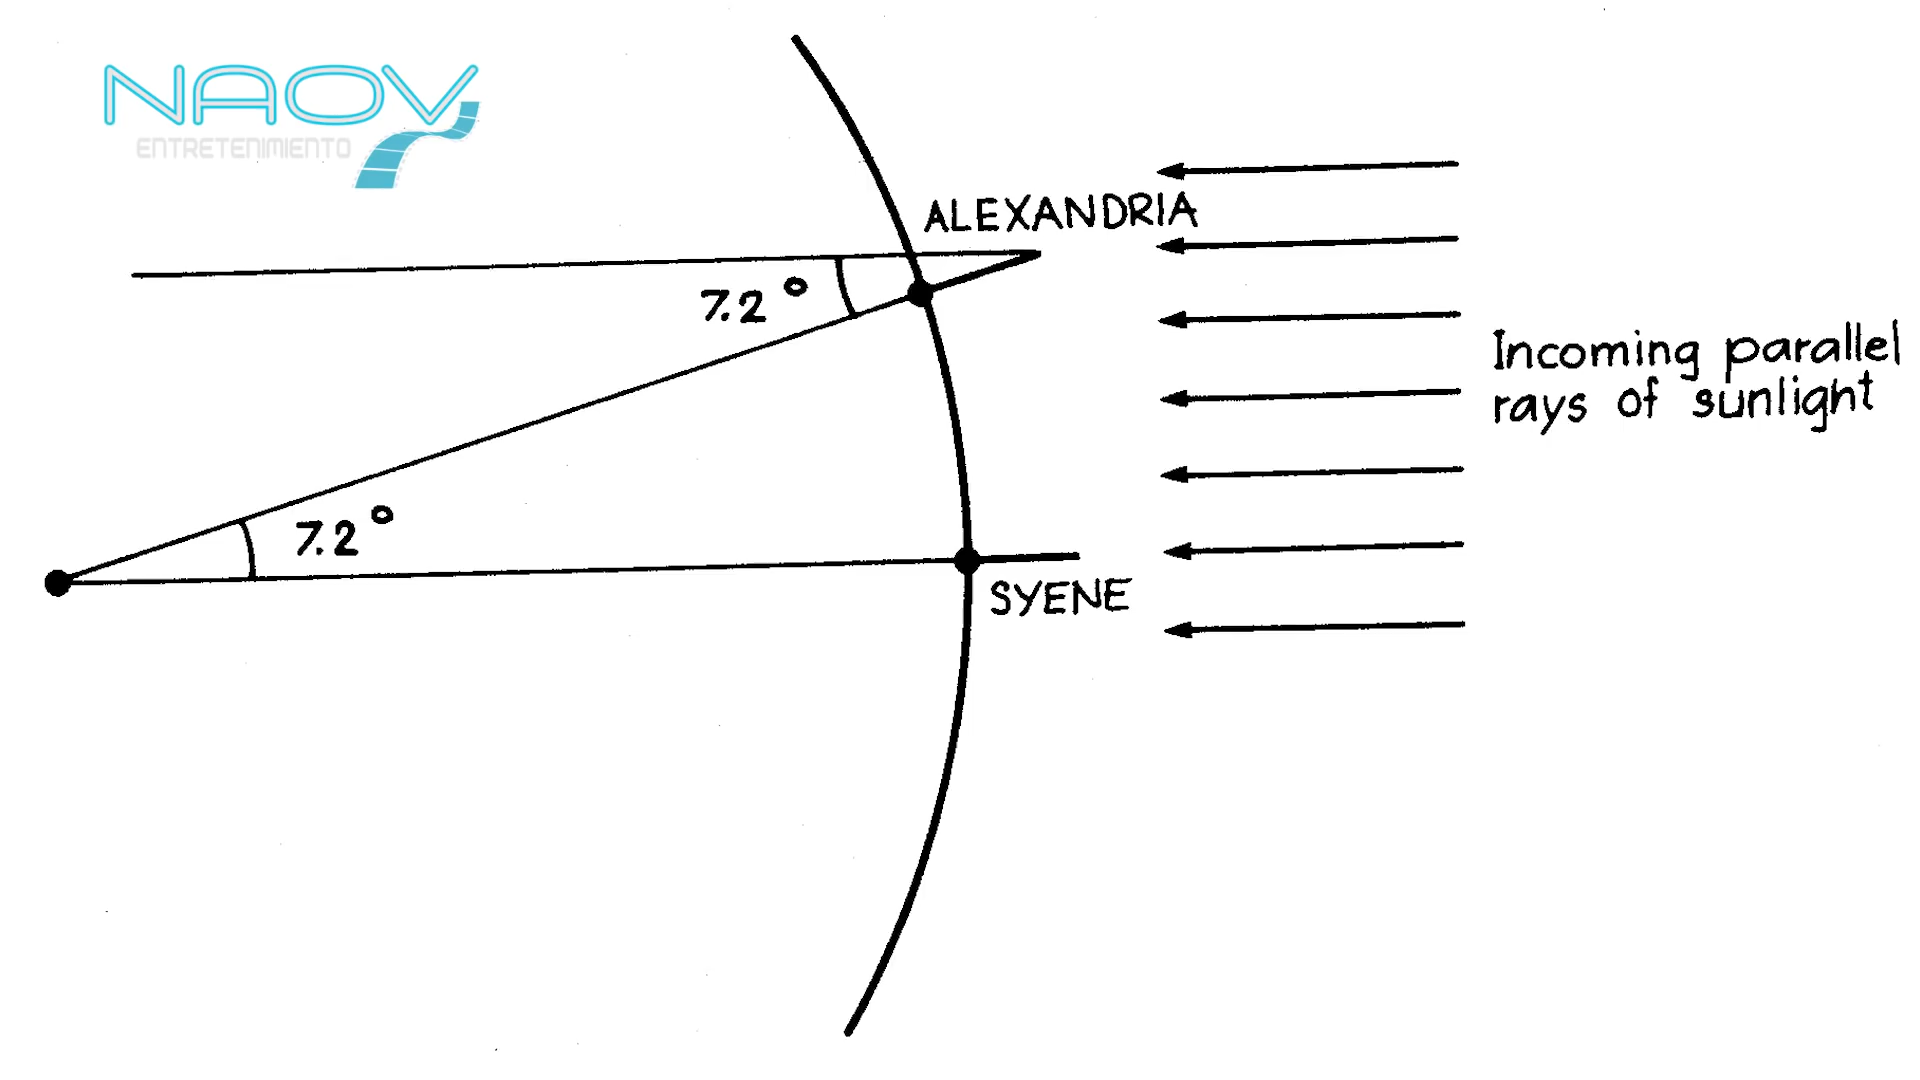 NAOV
ENTRETENIMIENTO
ALEXANDRIA
7.2°
Incoming parallel
rays of sunlight
7.2°
SYENE